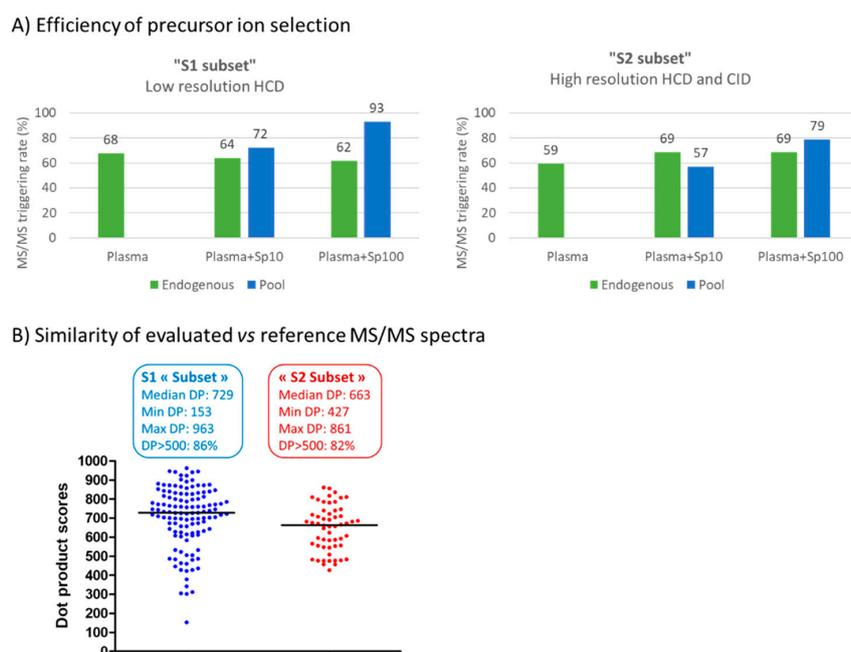 A) Efficiency of precursor ion selection
"S1 subset"
Low resolution HCD
MS/MS triggering rate (%)
100
80
60
40
20
0
68
64
72
62
93
Plasma
Plasma+Sp10
Plasma+Sp100
Endogenous
Pool
"S2 subset"
High resolution HCD and CID
MS/MS triggering rate (%)
100
80
60
40
20
0
59
69
57
69
79
Plasma
Plasma+Sp10
Plasma+Sp100
Endogenous
Pool
B) Similarity of evaluated vs reference MS/MS spectra
S1 « Subset »
Median DP: 729
Min DP: 153
Max DP: 963
DP>500: 86%
« S2 Subset »
Median DP: 663
Min DP: 427
Max DP: 861
DP>500: 82%
Dot product scores
1000
900
800
700
600
500
400
300
200
100
0